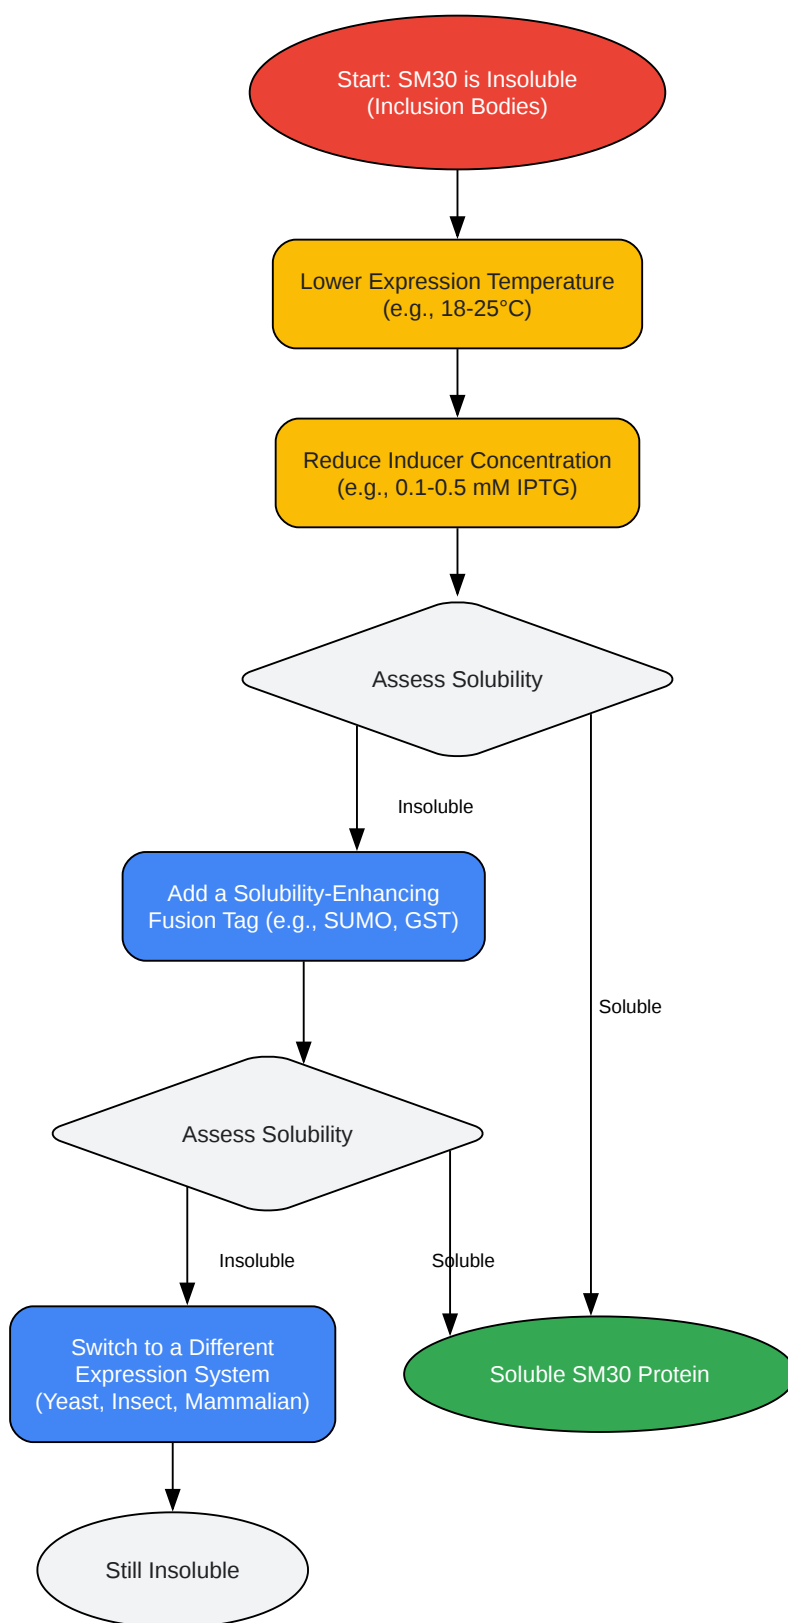 Start: SM30 is Insoluble
(Inclusion Bodies)
Lower Expression Temperature
(e.g., 18-25°C)
Reduce Inducer Concentration
(e.g., 0.1-0.5 mM IPTG)
Assess Solubility
Insoluble
Add a Solubility-Enhancing
Fusion Tag (e.g., SUMO, GST)
Soluble
Assess Solubility
Insoluble
Soluble
Switch to a Different
Expression System
(Yeast, Insect, Mammalian)
Soluble SM30 Protein
Still Insoluble